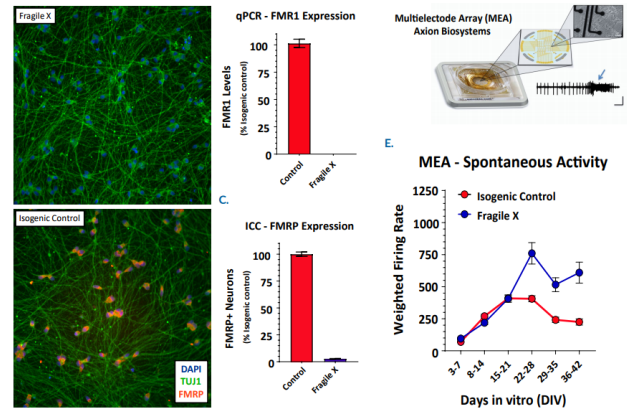 Fragile X
Isogenic Control
DAPI
TUJ1
FMRP
qPCR - FMR1 Expression
FMR1 Levels
(% Isogenic control)
100
75
50
25
0
Control
Fragile X
C.
ICC - FMRP Expression
FMRP+ Neurons
(% Isogenic control)
100
75
50
25
0
Control
Fragile X
Multielectode Array (MEA)
Axion Biosystems
E.
MEA - Spontaneous Activity
Weighted Firing Rate
1250
1000
750
500
250
0
Isogenic Control
Fragile X
3-7
8-14
15-21
22-28
29-35
36-42
Days in vitro (DIV)